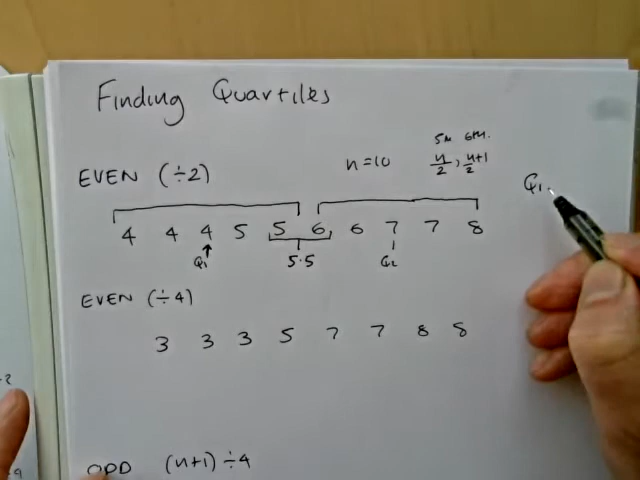 Finding Quartiles
5th 6th.
EVEN (÷2) n=10 n/2, n/2+1
Q1
4 4 4 5 5 6 6 7 7 8
Q1 5.5 Q2
EVEN (÷4)
3 3 3 5 7 7 8 8
ODD (n+1) ÷4